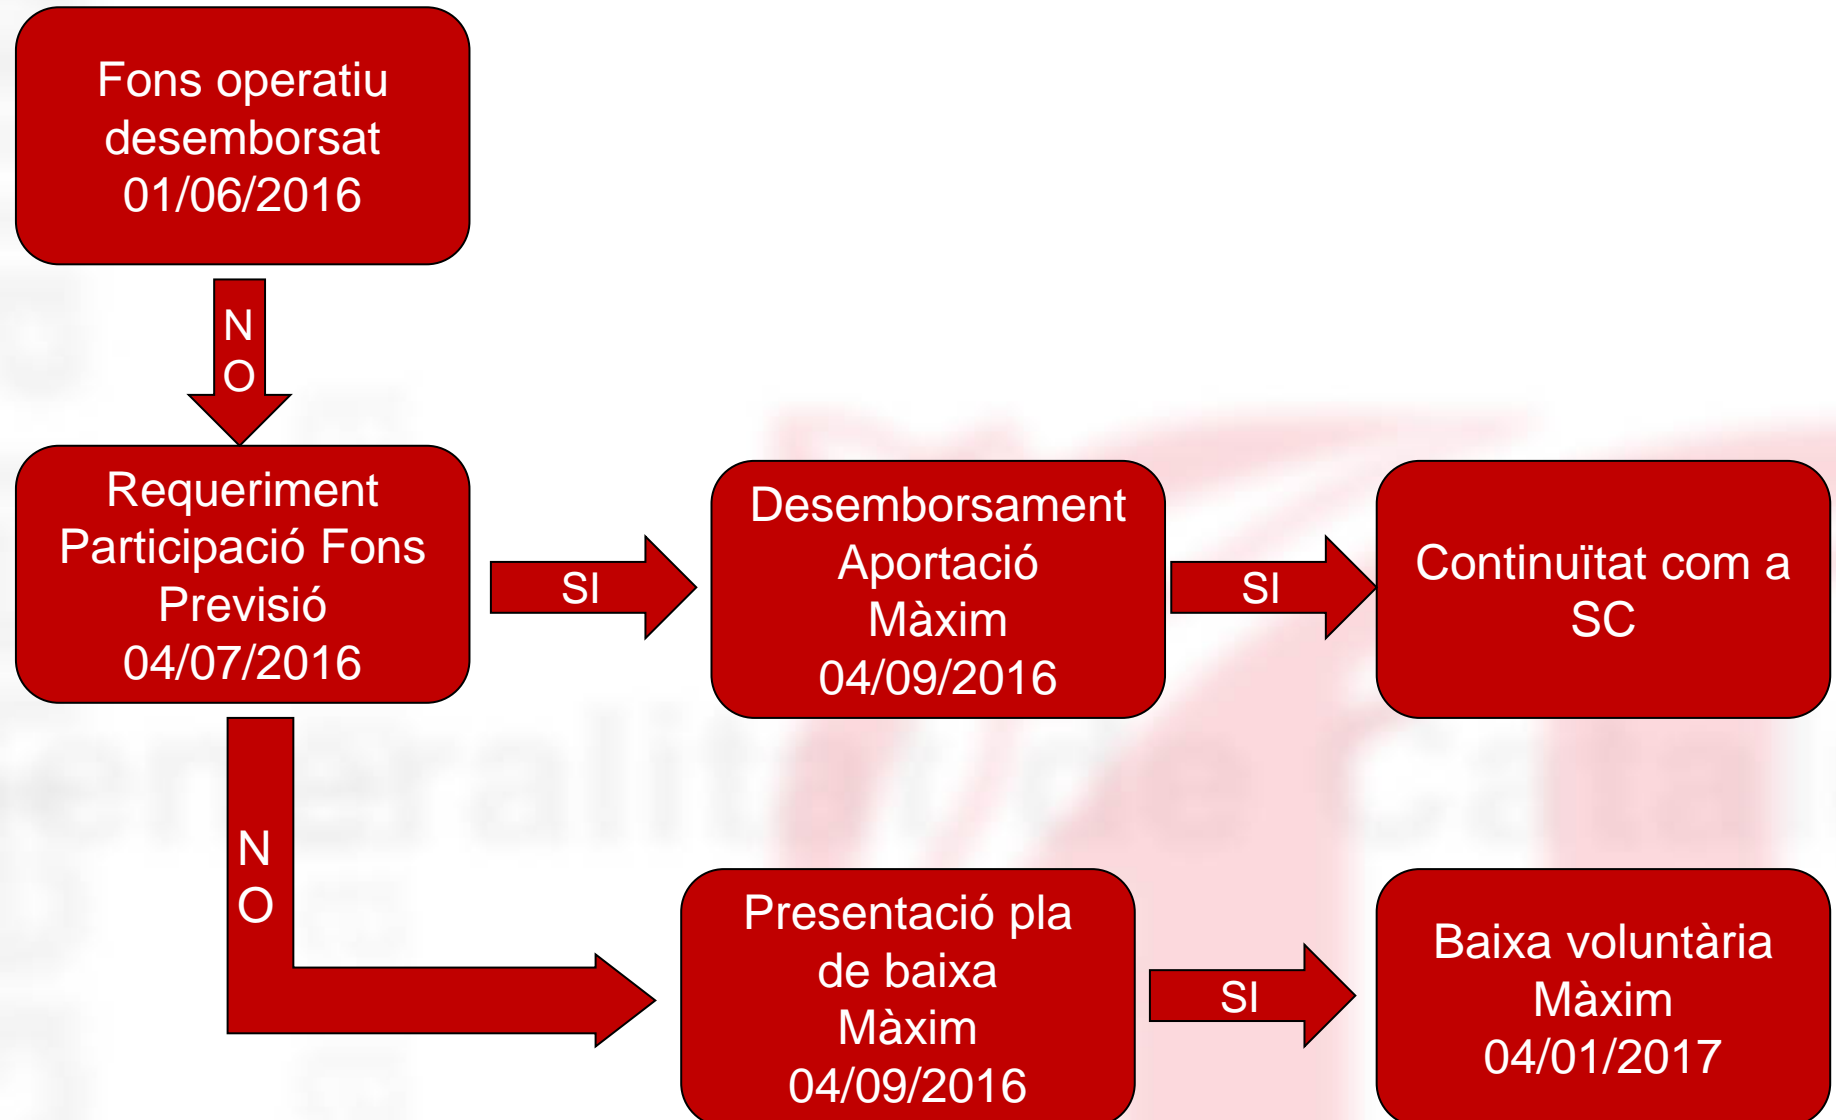 Fons operatiu
desemborsat
01/06/2016
N
O
Requeriment
Participació Fons
Previsió
04/07/2016
SI
Desemborsament
Aportació
Màxim
04/09/2016
SI
Continuïtat com a
SC
N
O
Presentació pla
de baixa
Màxim
04/09/2016
SI
Baixa voluntària
Màxim
04/01/2017